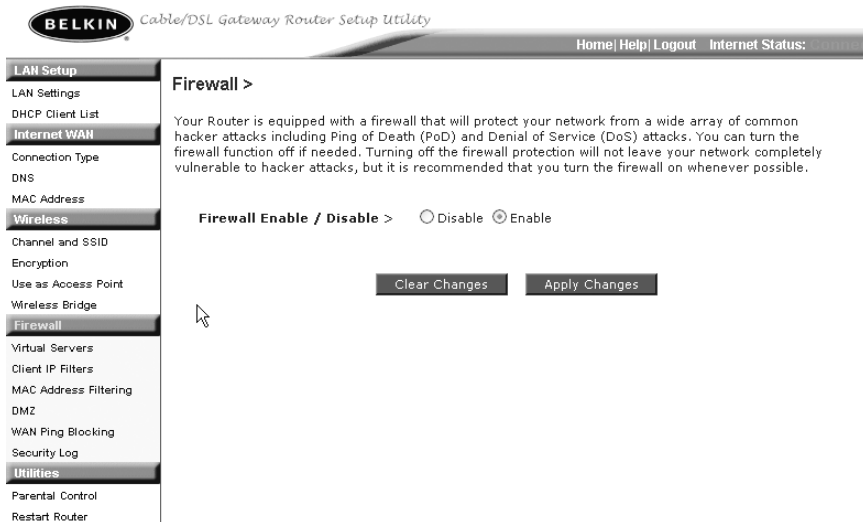 BELKIN
Cable/DSL Gateway Router Setup Utility
Home| Help| Logout Internet Status:
LAN Setup
LAN Settings
DHCP Client List
Internet WAN
Connection Type
DNS
MAC Address
Wireless
Channel and SSID
Encryption
Use as Access Point
Wireless Bridge
Firewall
Virtual Servers
Client IP Filters
MAC Address Filtering
DMZ
WAN Ping Blocking
Security Log
Utilities
Parental Control
Restart Router
Firewall >
Your Router is equipped with a firewall that will protect your network from a wide array of common
hacker attacks including Ping of Death (PoD) and Denial of Service (DoS) attacks. You can turn the
firewall function off if needed. Turning off the firewall protection will not leave your network completely
vulnerable to hacker attacks, but it is recommended that you turn the firewall on whenever possible.
Firewall Enable / Disable > Disable Enable
Clear Changes Apply Changes